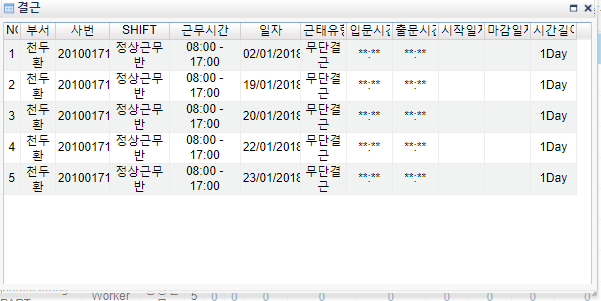 결근
NO 부서 사번 SHIFT 근무시간 일자 근태유형 입문시간 출문시간 시작일자 마감일자 시간길이
1 천두환 20100171 정상근무반 08:00 - 17:00 02/01/2018 무단결근 **:** **:** 1Day
2 천두환 20100171 정상근무반 08:00 - 17:00 19/01/2018 무단결근 **:** **:** 1Day
3 천두환 20100171 정상근무반 08:00 - 17:00 20/01/2018 무단결근 **:** **:** 1Day
4 천두환 20100171 정상근무반 08:00 - 17:00 22/01/2018 무단결근 **:** **:** 1Day
5 천두환 20100171 정상근무반 08:00 - 17:00 23/01/2018 무단결근 **:** **:** 1Day
Worker 5 0 0 0 0 0 0 0